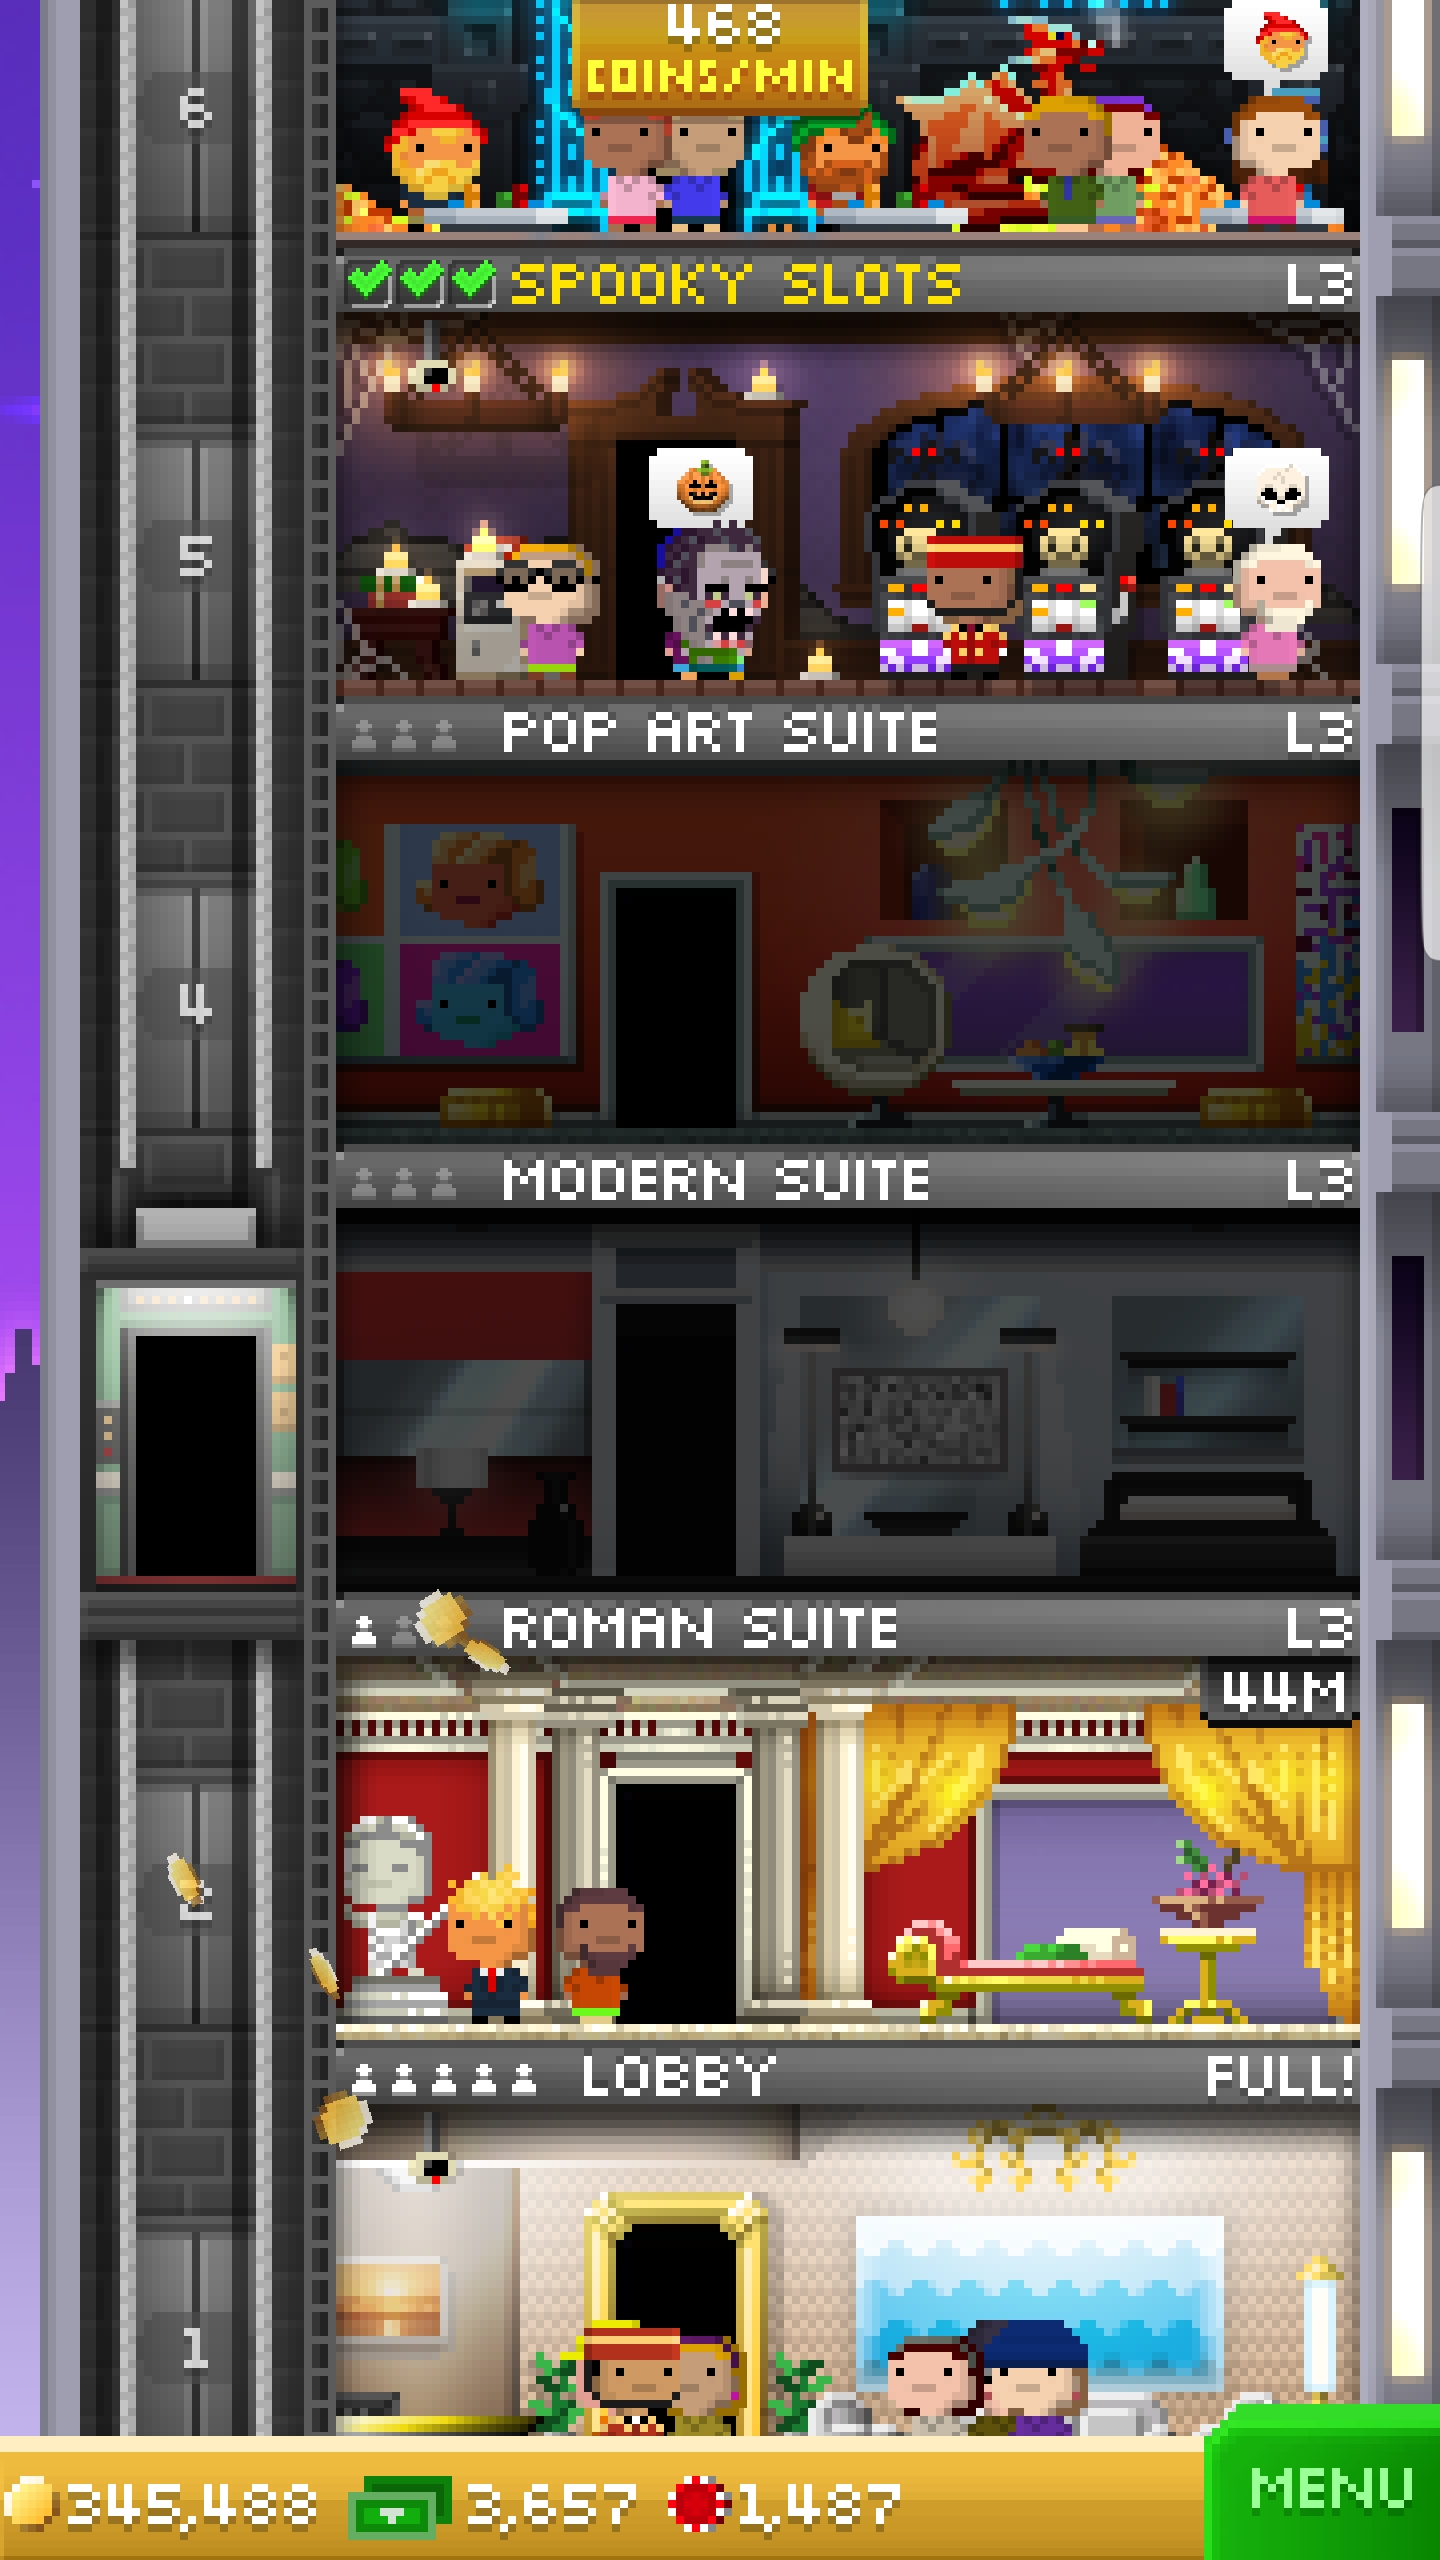 468
COINS/MIN
6
SPOOKY SLOTS L3
5
POP ART SUITE L3
4
MODERN SUITE L3
ROMAN SUITE L3
44M
2
LOBBY FULL!
1
345,488 3,657 1,487 MENU